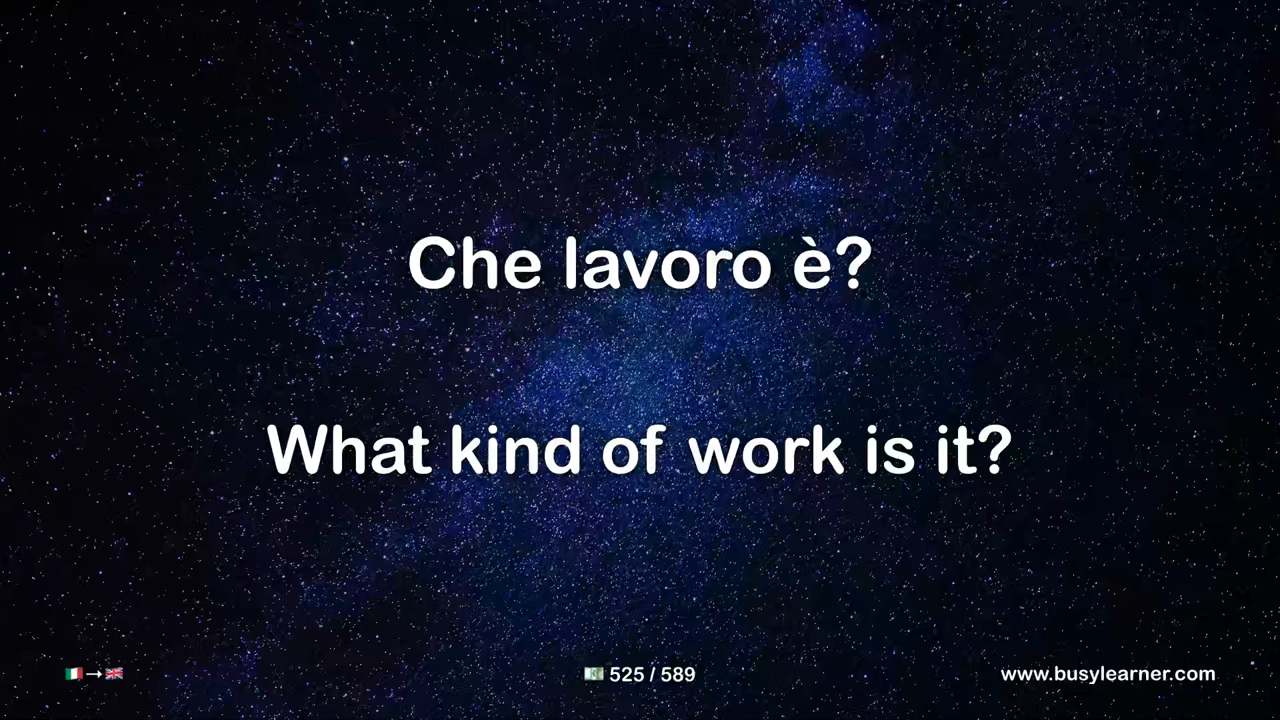 Che lavoro è?
What kind of work is it?
🇮🇹→🇬🇧
💵 525 / 589
www.busylearner.com